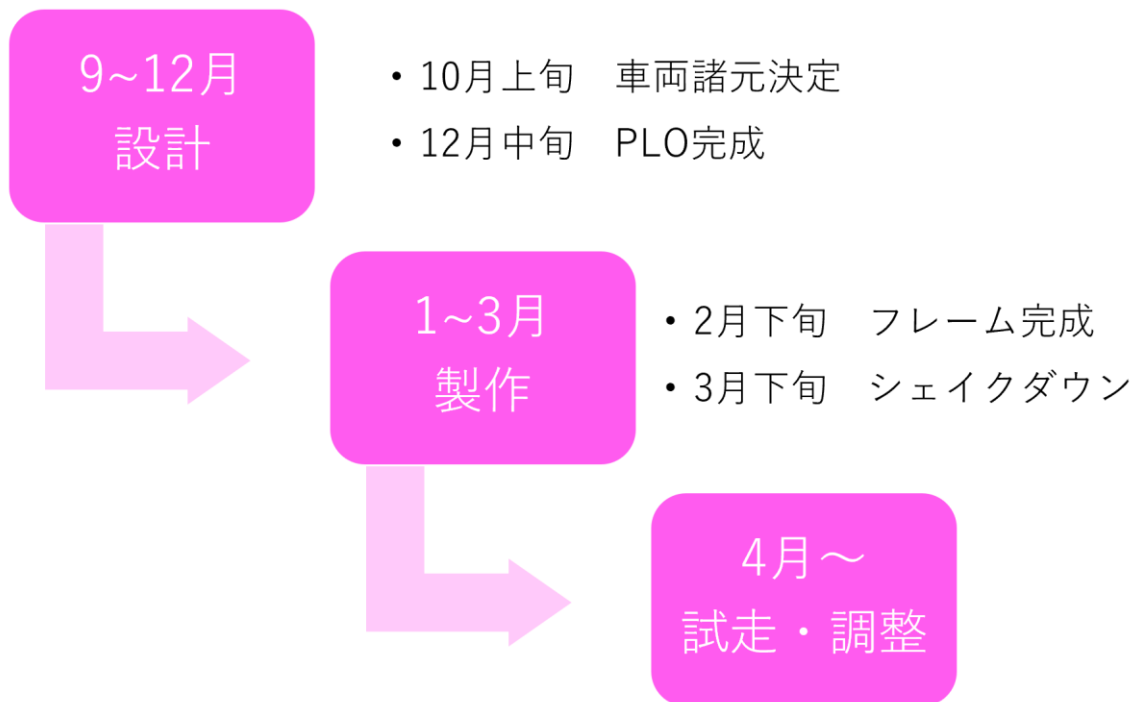 9~12月
設計
• 10月上旬　車両諸元決定
• 12月中旬　PLO完成
1~3月
製作
• 2月下旬　フレーム完成
• 3月下旬　シェイクダウン
4月～
試走・調整